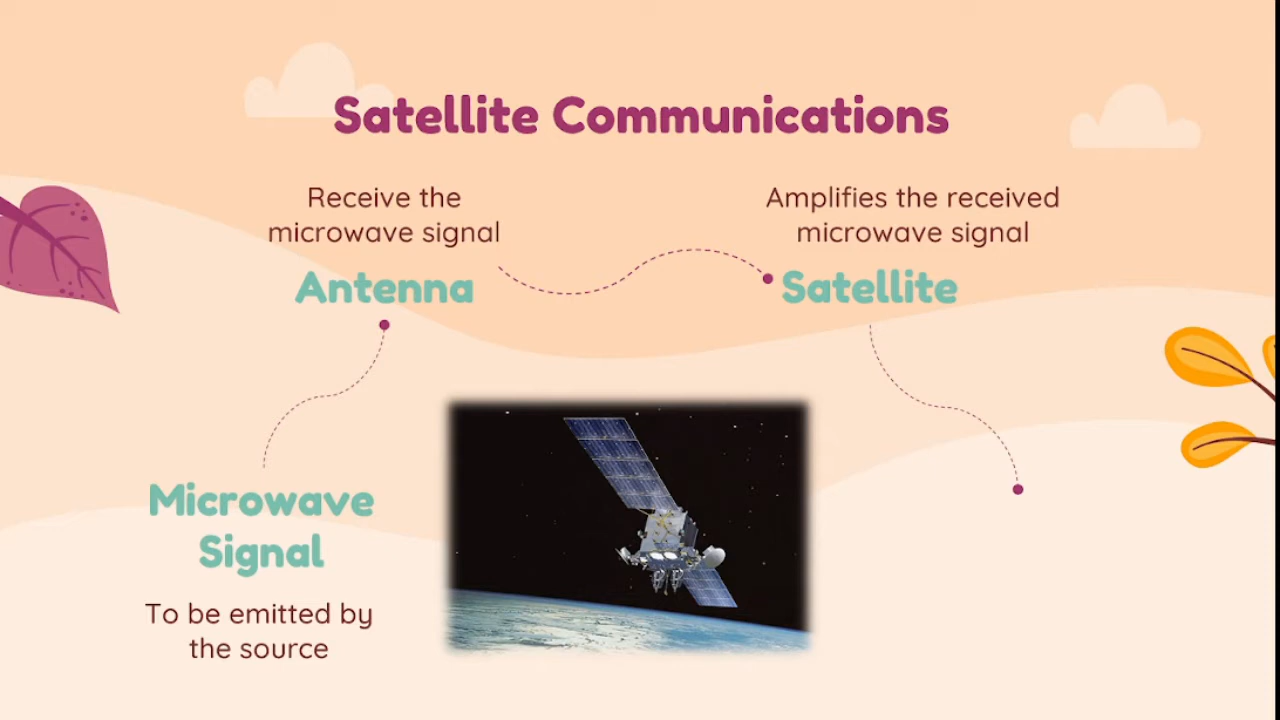 Satellite Communications
Receive the
microwave signal
Antenna
Amplifies the received
microwave signal
Satellite
Microwave
Signal
To be emitted by
the source